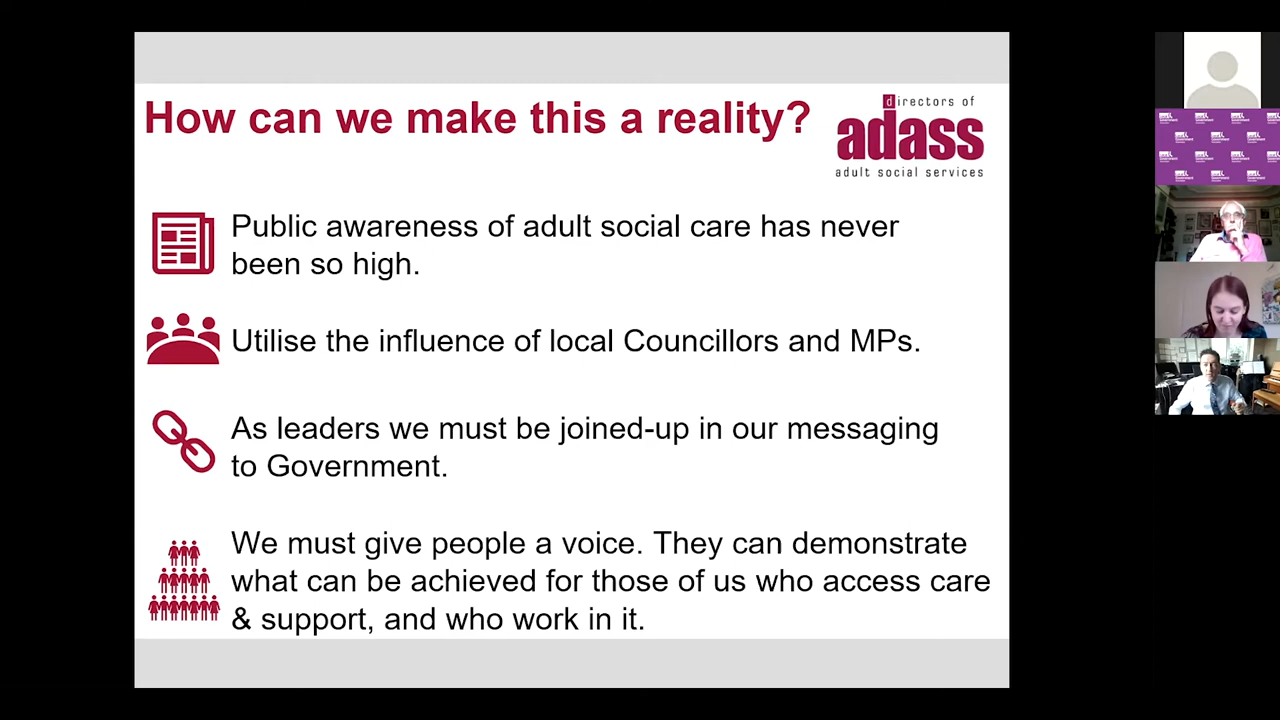 How can we make this a reality?
directors of
adass
adult social services
Public awareness of adult social care has never
been so high.
Utilise the influence of local Councillors and MPs.
As leaders we must be joined-up in our messaging
to Government.
We must give people a voice. They can demonstrate
what can be achieved for those of us who access care
& support, and who work in it.